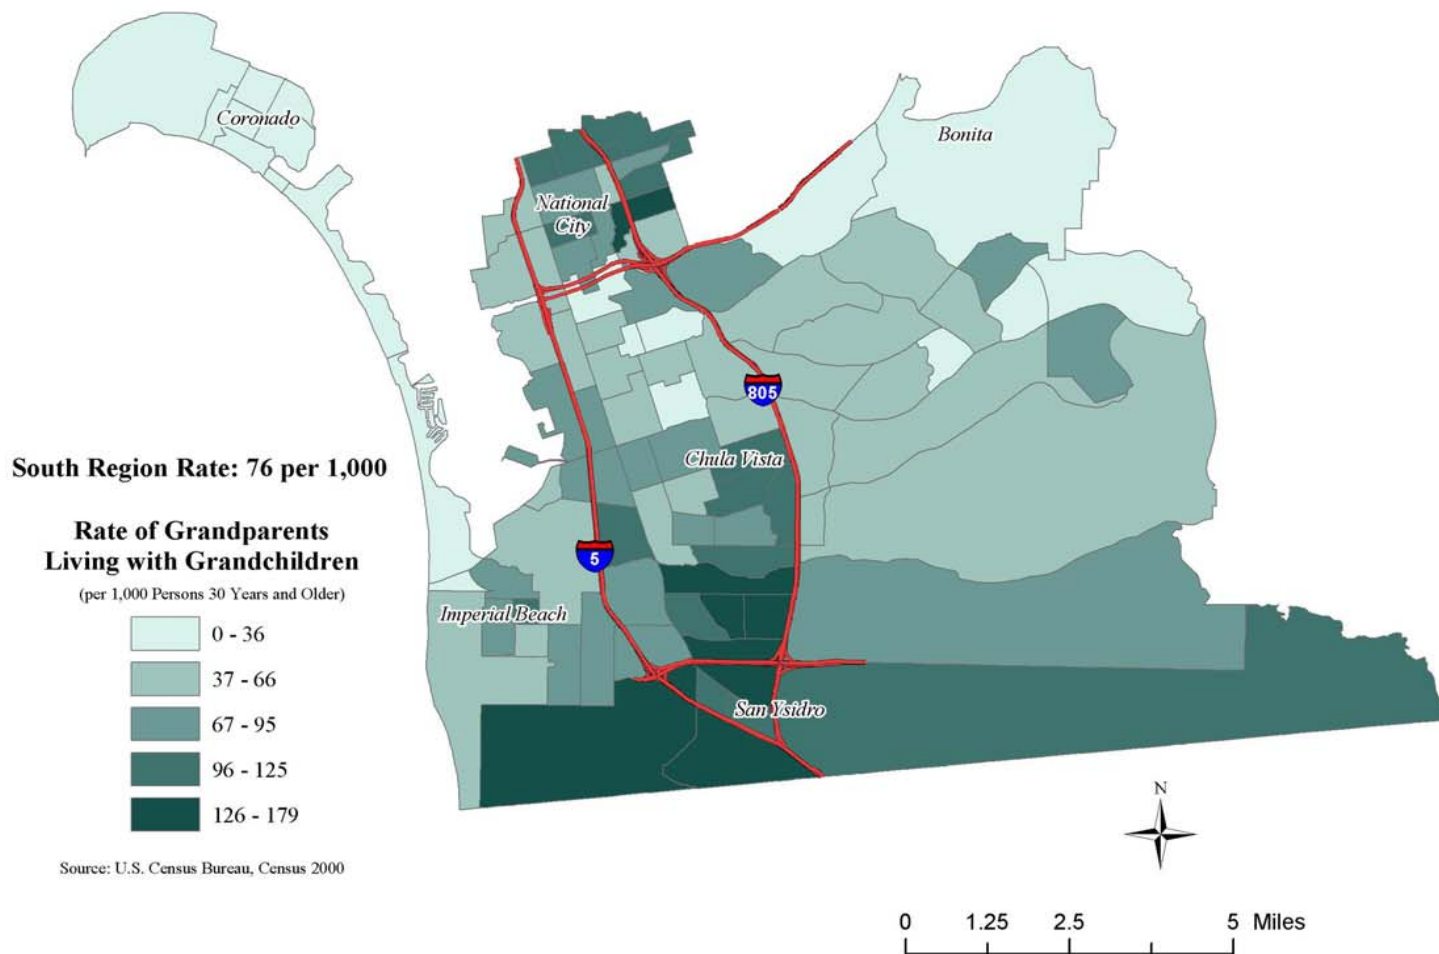 Coronado
Bonita
National
City
805
South Region Rate: 76 per 1,000
Chula Vista
Rate of Grandparents
Living with Grandchildren
(per 1,000 Persons 30 Years and Older)
5
Imperial Beach
0 - 36
37 - 66
67 - 95
San Ysidro
96 - 125
126 - 179
N
Source: U.S. Census Bureau, Census 2000
0 1.25 2.5 5 Miles